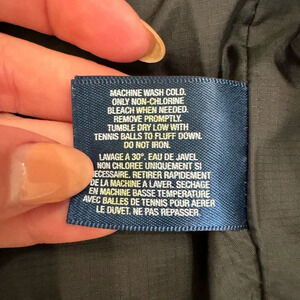 MACHINE WASH COLD.
ONLY NON-CHLORINE
BLEACH WHEN NEEDED.
REMOVE PROMPTLY.
TUMBLE DRY LOW WITH
TENNIS BALLS TO FLUFF DOWN.
DO NOT IRON.
LAVAGE A 30°. EAU DE JAVEL
NON CHLOREE UNIQUEMENT SI
NECESSAIRE. RETIRER RAPIDEMENT
DE LA MACHINE A LAVER. SECHAGE
EN MACHINE BASSE TEMPERATURE
AVEC BALLES DE TENNIS POUR AERER
LE DUVET. NE PAS REPASSER.